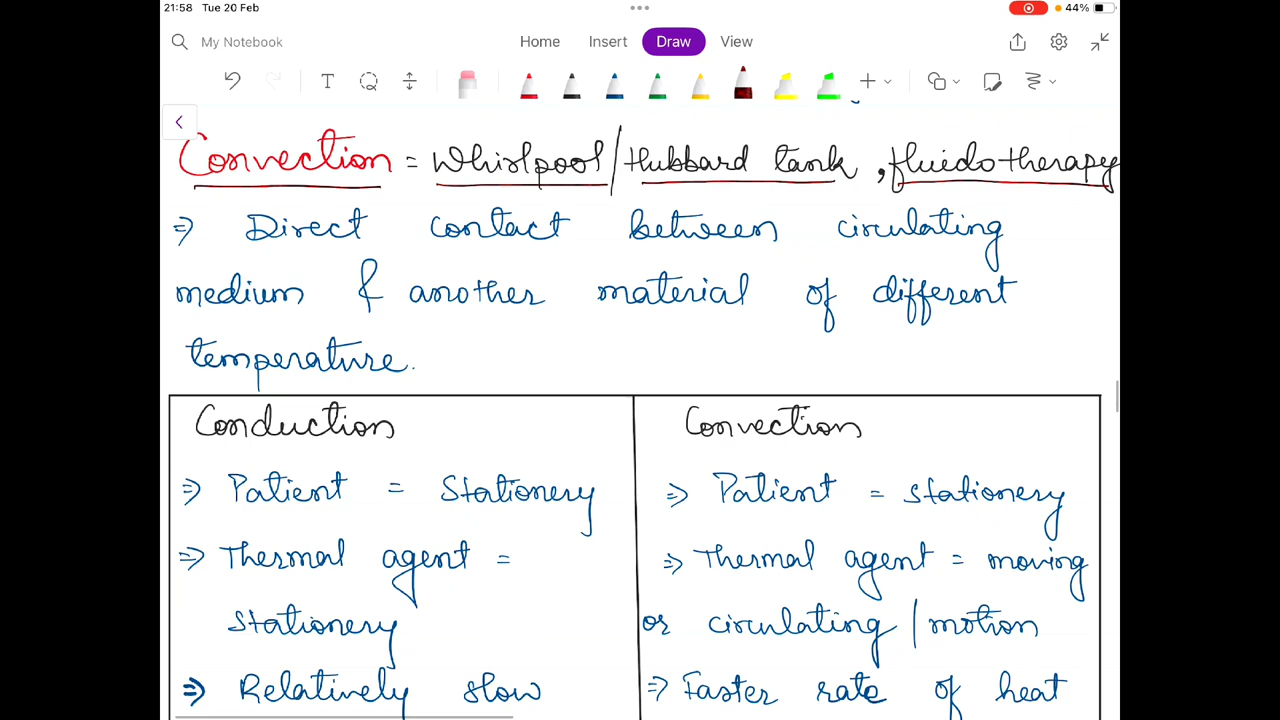 21:58 Tue 20 Feb 44%
My Notebook Home Insert Draw View
T
Convection = Whirlpool/Hubbard tank, fluidotherapy
⇒ Direct contact between circulating
medium & another material of different
temperature.
Conduction
⇒ Patient = Stationery
⇒ Thermal agent =
Stationery
⇒ Relatively slow
Convection
⇒ Patient = stationery
⇒ Thermal agent = moving
or circulating/motion
⇒ Faster rate of heat